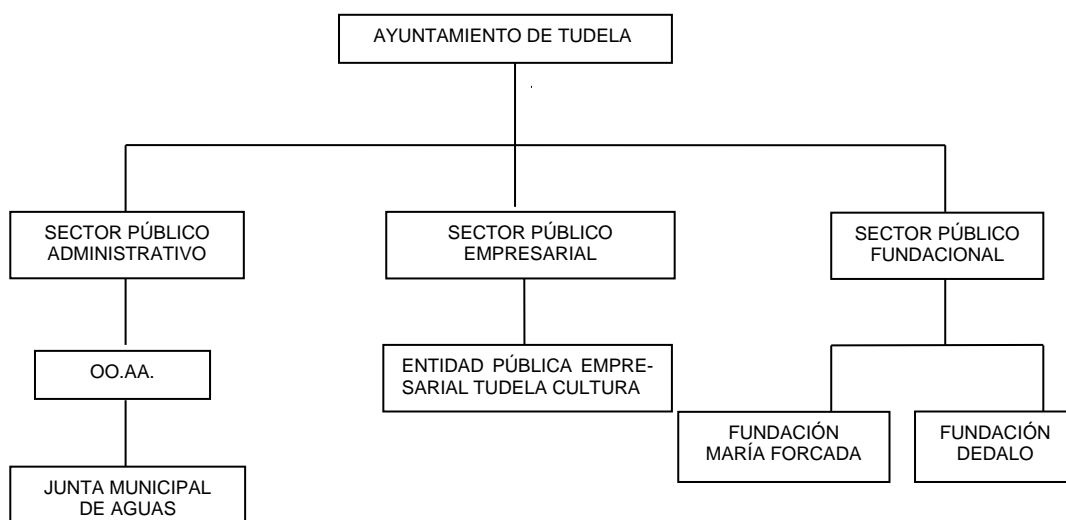 AYUNTAMIENTO DE TUDELA
SECTOR PÚBLICO
ADMINISTRATIVO
SECTOR PÚBLICO
EMPRESARIAL
SECTOR PÚBLICO
FUNDACIONAL
OO.AA.
ENTIDAD PÚBLICA EMPRE-
SARIAL TUDELA CULTURA
FUNDACIÓN
MARÍA FORCADA
FUNDACIÓN
DEDALO
JUNTA MUNICIPAL
DE AGUAS